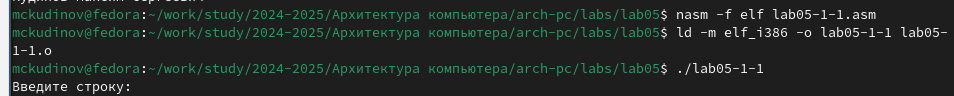 mckudinov@fedora:~/work/study/2024-2025/Архитектура компьютера/arch-pc/labs/lab05$ nasm -f elf lab05-1-1.asm
mckudinov@fedora:~/work/study/2024-2025/Архитектура компьютера/arch-pc/labs/lab05$ ld -m elf_i386 -o lab05-1-1 lab05-
1-1.o
mckudinov@fedora:~/work/study/2024-2025/Архитектура компьютера/arch-pc/labs/lab05$ ./lab05-1-1
Введите строку: